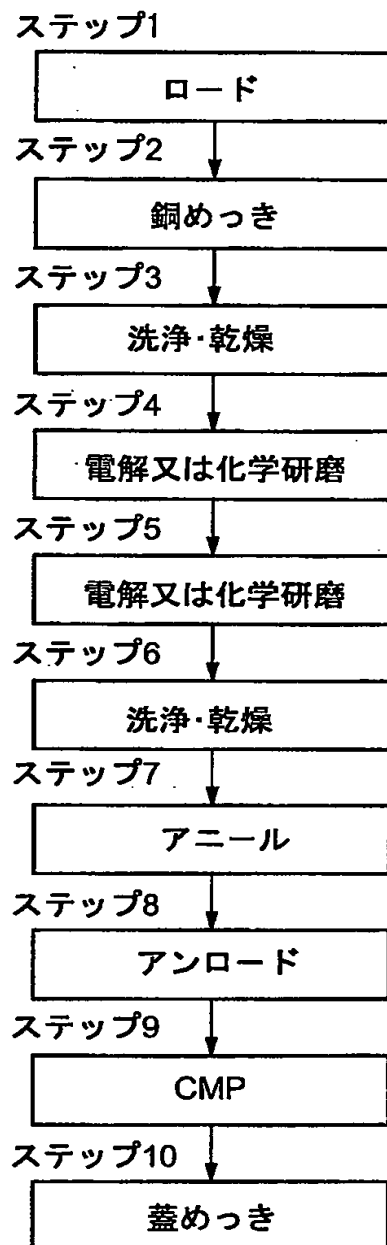 ステップ1
ロード
ステップ2
銅めっき
ステップ3
洗浄·乾燥
ステップ4
電解又は化学研磨
ステップ5
電解又は化学研磨
ステップ6
洗浄·乾燥
ステップ7
アニール
ステップ8
アンロード
ステップ9
CMP
ステップ10
蓋めっき